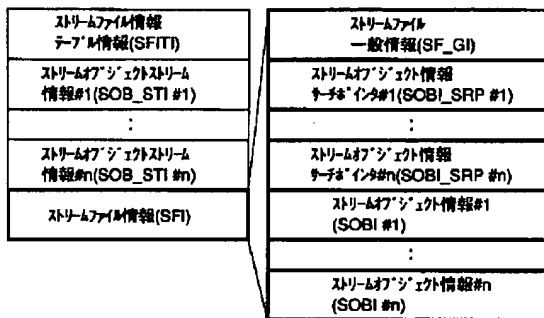 ストリームファイル情報
テーブル情報(SFITI)
ストリームオブジェクトストリーム
情報#1(SOB_STI #1)
:
ストリームオブジェクトストリーム
情報#n(SOB_STI #n)
ストリームファイル情報(SFI)
ストリームファイル
一般情報(SF_GI)
ストリームオブジェクト情報
サーチポインタ#1(SOBI_SRP #1)
:
ストリームオブジェクト情報
サーチポインタ#n(SOBI_SRP #n)
ストリームオブジェクト情報#1
(SOBI #1)
:
ストリームオブジェクト情報#n
(SOBI #n)